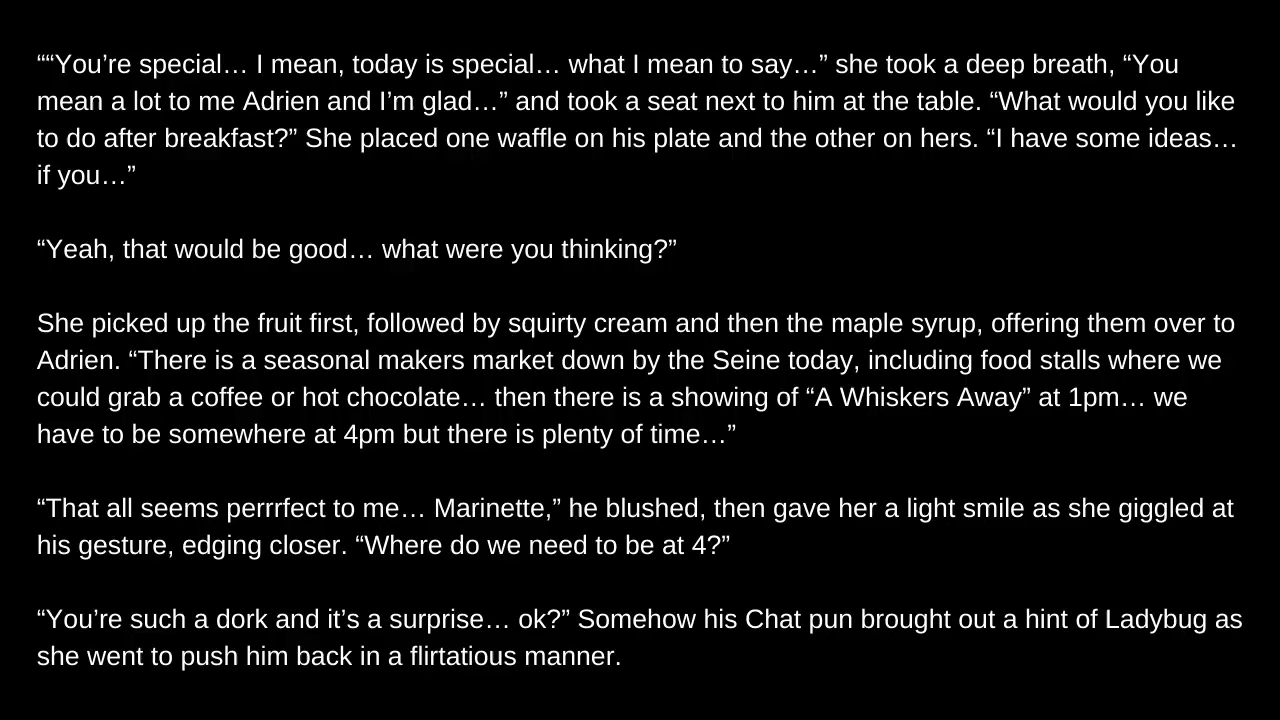 ““You’re special… I mean, today is special… what I mean to say…” she took a deep breath, “You
mean a lot to me Adrien and I’m glad…” and took a seat next to him at the table. “What would you like
to do after breakfast?” She placed one waffle on his plate and the other on hers. “I have some ideas…
if you…”
“Yeah, that would be good… what were you thinking?”
She picked up the fruit first, followed by squirty cream and then the maple syrup, offering them over to
Adrien. “There is a seasonal makers market down by the Seine today, including food stalls where we
could grab a coffee or hot chocolate… then there is a showing of “A Whiskers Away” at 1pm… we
have to be somewhere at 4pm but there is plenty of time…”
“That all seems perrrfect to me… Marinette,” he blushed, then gave her a light smile as she giggled at
his gesture, edging closer. “Where do we need to be at 4?”
“You’re such a dork and it’s a surprise… ok?” Somehow his Chat pun brought out a hint of Ladybug as
she went to push him back in a flirtatious manner.